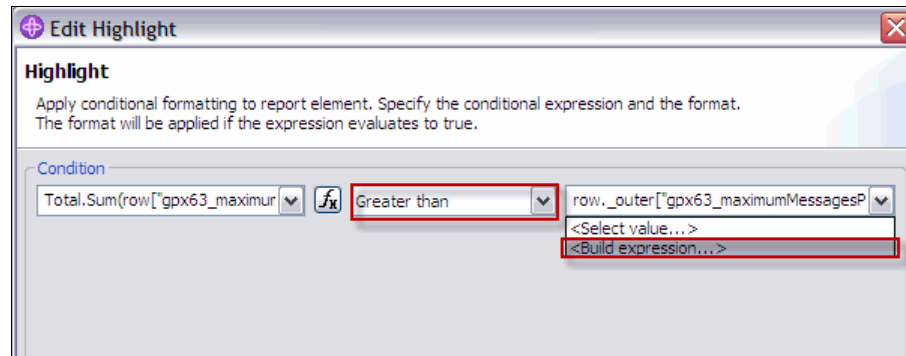 Edit Highlight
Highlight
Apply conditional formatting to report element. Specify the conditional expression and the format.
The format will be applied if the expression evaluates to true.
Condition
Total.Sum(row["gpx63_maximur fx Greater than row._outer["gpx63_maximumMessagesP
<Select value...>
<Build expression...>